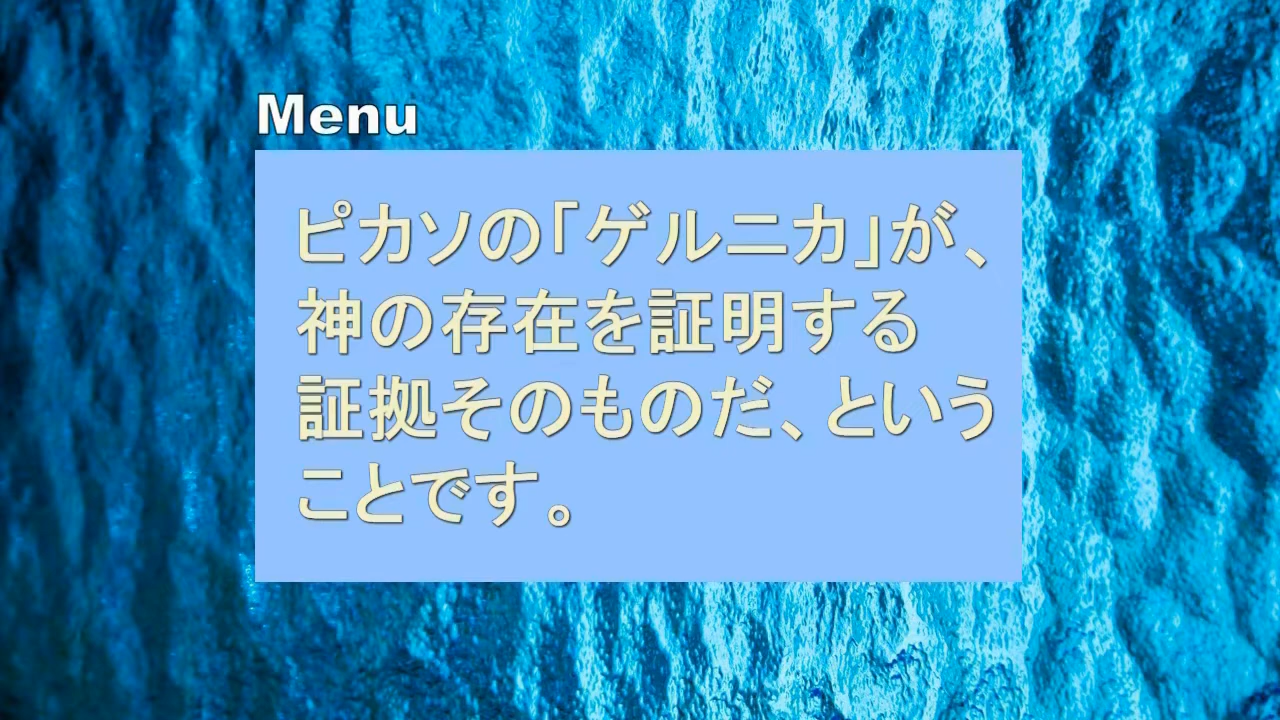 Menu
ピカソの「ゲルニカ」が、
神の存在を証明する
証拠そのものだ、という
ことです。